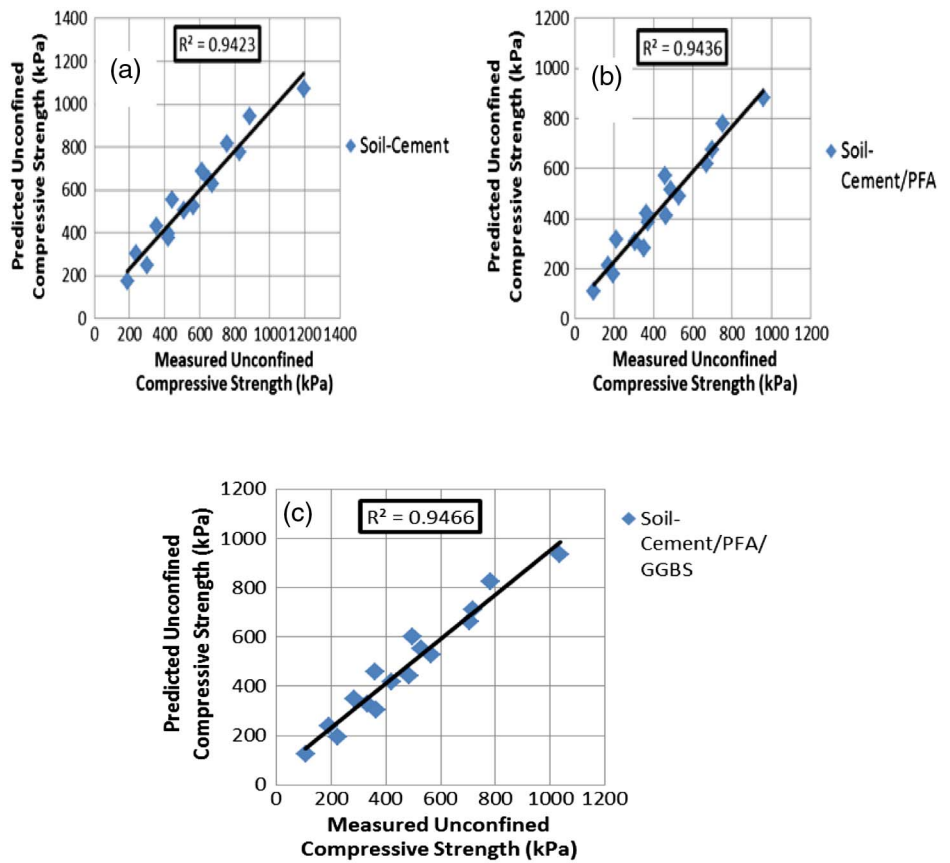 1400
1200
1000
800
600
400
200
0
Predicted Unconfined
Compressive Strength (kPa)
(a)
R² = 0.9423
Soil-Cement
0 200 400 600 800 1000 1200 1400
Measured Unconfined
Compressive Strength (kPa)
1200
1000
800
600
400
200
0
Predicted Unconfined
Compressive Strength (kPa)
(b)
R² = 0.9436
Soil-
Cement/PFA
0 200 400 600 800 1000 1200
Measured Unconfined
Compressive Strength (kPa)
1200
1000
800
600
400
200
0
Predicted Unconfined
Compressive Strength (kPa)
(c)
R² = 0.9466
Soil-
Cement/PFA/
GGBS
0 200 400 600 800 1000 1200
Measured Unconfined
Compressive Strength (kPa)